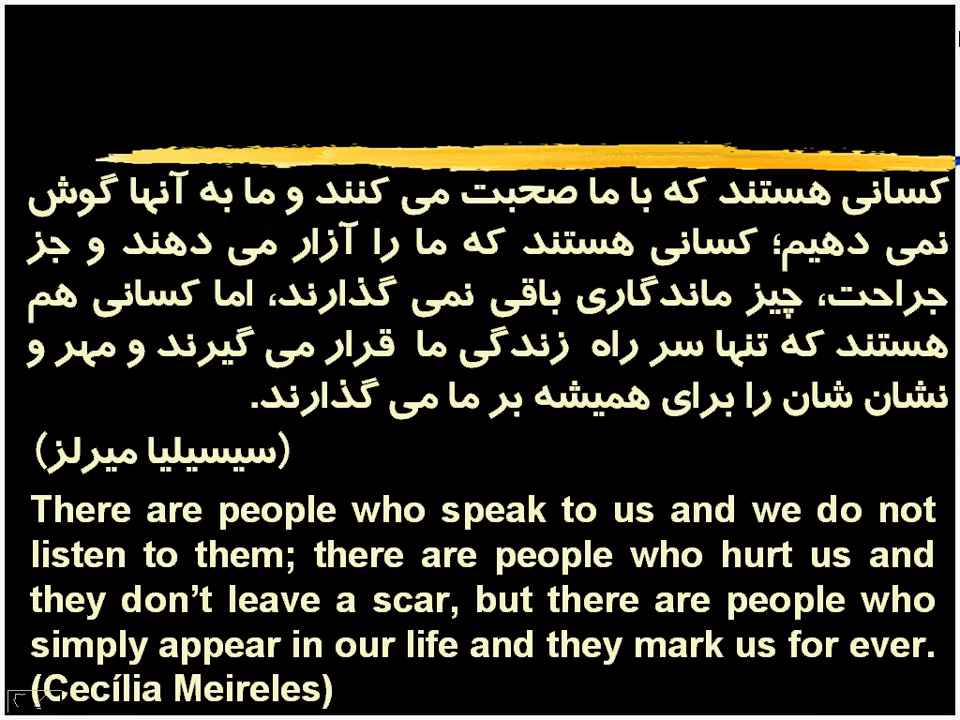 کسانی هستند که با ما صحبت می کنند و ما به آنها گوش
نمی دهیم؛ کسانی هستند که ما را آزار می دهند و جز
جراحت، چیز ماندگاری باقی نمی گذارند، اما کسانی هم
هستند که تنها سر راه زندگی ما قرار می گیرند و مهر و
نشان شان را برای همیشه بر ما می گذارند.
(سیسیلیا میرلز)
There are people who speak to us and we do not
listen to them; there are people who hurt us and
they don’t leave a scar, but there are people who
simply appear in our life and they mark us for ever.
(Cecília Meireles)